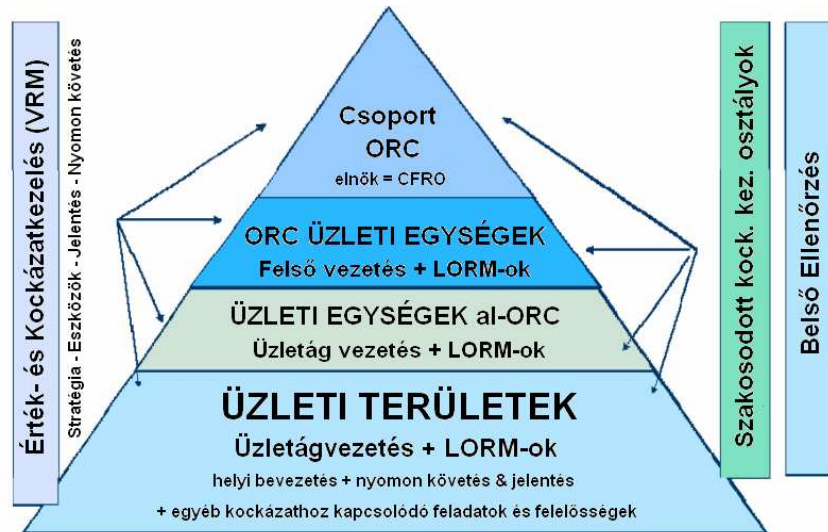 Érték- és Kockázatkezelés (VRM)
Stratégia - Eszközök - Jelentés - Nyomon követés
Csoport
ORC
elnök = CFRO
ORC ÜZLETI EGYSÉGEK
Felső vezetés + LORM-ok
ÜZLETI EGYSÉGEK al-ORC
Üzletág vezetés + LORM-ok
ÜZLETI TERÜLETEK
Üzletágvezetés + LORM-ok
helyi bevezetés + nyomon követés & jelentés
+ egyéb kockázathoz kapcsolódó feladatok és felelősségek
Szakosodott kock. kez. osztályok
Belső Ellenőrzés